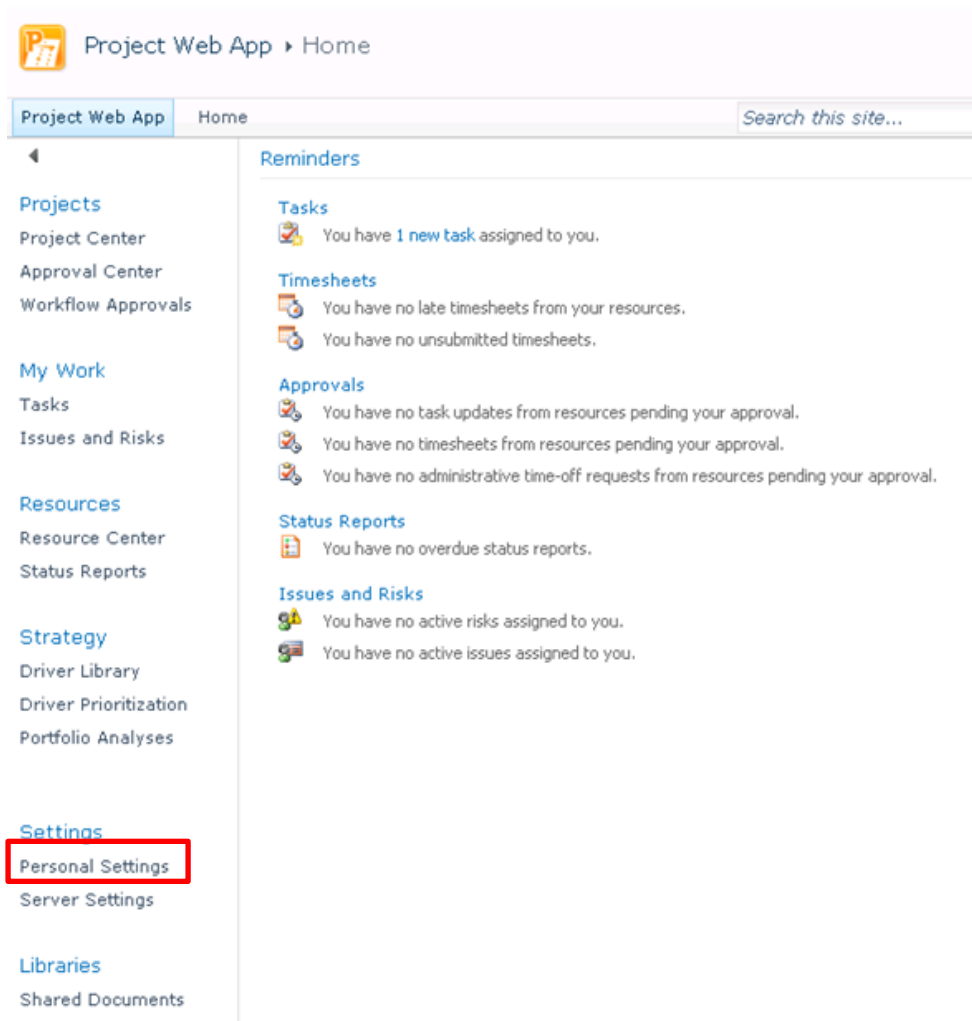 Project Web App ▸ Home
Project Web App Home Search this site...
Projects
Project Center
Approval Center
Workflow Approvals
My Work
Tasks
Issues and Risks
Resources
Resource Center
Status Reports
Strategy
Driver Library
Driver Prioritization
Portfolio Analyses
Settings
Personal Settings
Server Settings
Libraries
Shared Documents
Reminders
Tasks
You have 1 new task assigned to you.
Timesheets
You have no late timesheets from your resources.
You have no unsubmitted timesheets.
Approvals
You have no task updates from resources pending your approval.
You have no timesheets from resources pending your approval.
You have no administrative time-off requests from resources pending your approval.
Status Reports
You have no overdue status reports.
Issues and Risks
You have no active risks assigned to you.
You have no active issues assigned to you.